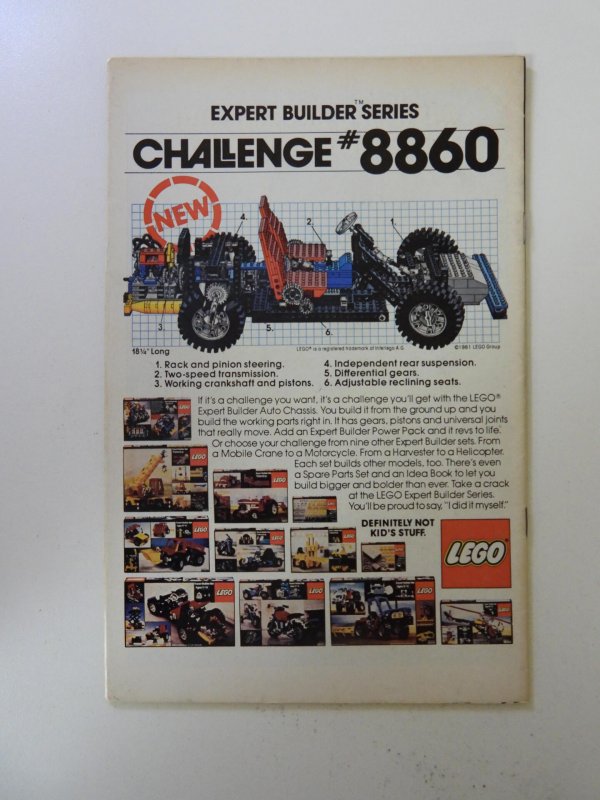 EXPERT BUILDER™ SERIES
CHALLENGE #8860
NEW
4.
2.
1.
3.
5.
6.
18¼" Long
LEGO® is a registered trademark of Interlego A.G.
©1981 LEGO Group
1. Rack and pinion steering.
2. Two-speed transmission.
3. Working crankshaft and pistons.
4. Independent rear suspension.
5. Differential gears.
6. Adjustable reclining seats.
If it's a challenge you want, it's a challenge you'll get with the LEGO®
Expert Builder Auto Chassis. You build it from the ground up and you
build the working parts right in. It has gears, pistons and universal joints
that really move. Add an Expert Builder Power Pack and it revs to life.
Or choose your challenge from nine other Expert Builder sets. From
a Mobile Crane to a Motorcycle. From a Harvester to a Helicopter.
Each set builds other models, too. There's even
a Spare Parts Set and an Idea Book to let you
build bigger and bolder than ever. Take a crack
at the LEGO Expert Builder Series.
You'll be proud to say, "I did it myself."
DEFINITELY NOT
KID'S STUFF.
LEGO